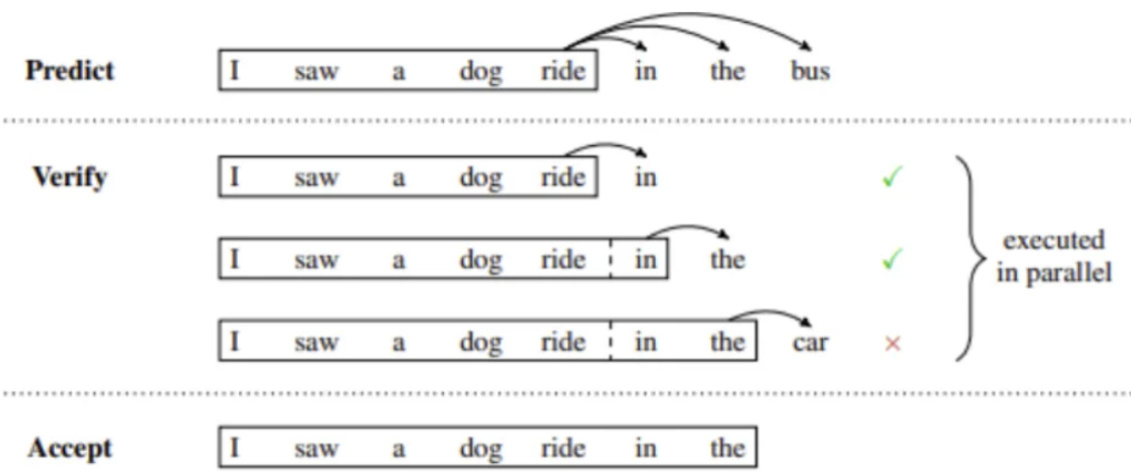 Predict I saw a dog ride in the bus
Verify I saw a dog ride in ✓
I saw a dog ride in the ✓
I saw a dog ride in the car ×
executed
in parallel
Accept I saw a dog ride in the